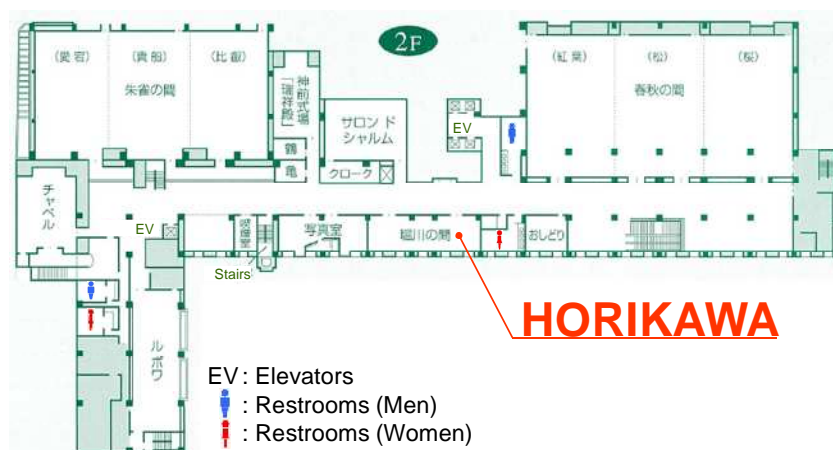 2F
(愛宕)
(貴船)
(比叡)
朱雀の間
神前式場
「瑞祥殿」
鶴
亀
サロン ド
シャルム
クローク
EV
(紅葉)
(松)
(桜)
春秋の間
チャペル
EV
写真室
堀川の間
おしどり
Stairs
HORIKAWA
ルポワ
EV : Elevators
: Restrooms (Men)
: Restrooms (Women)